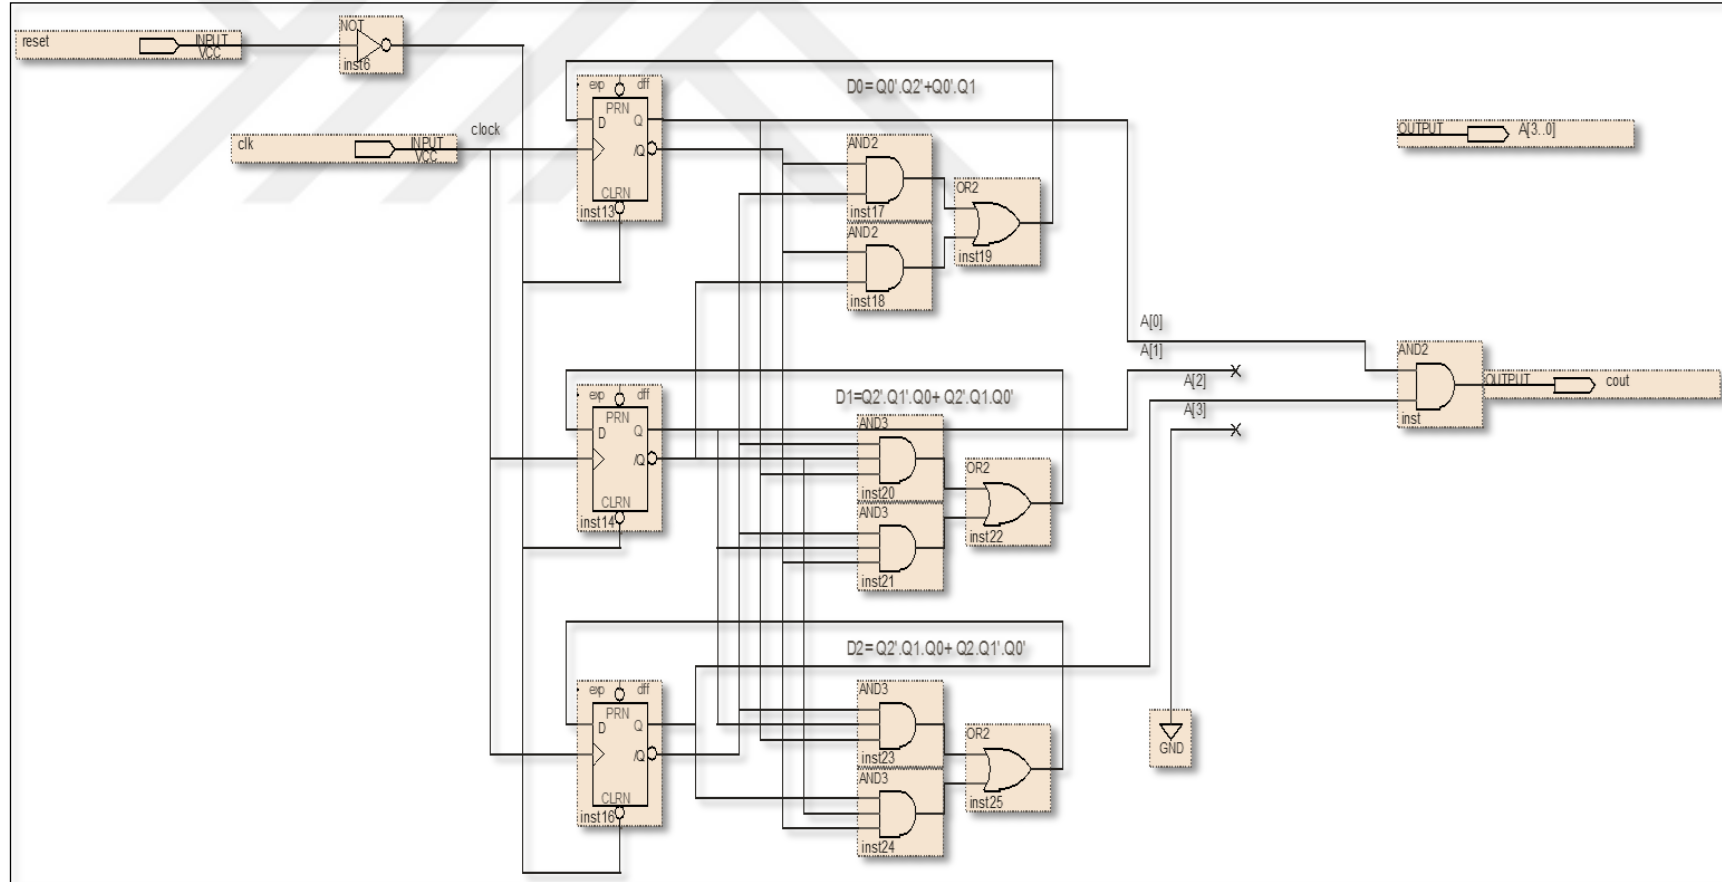 reset
INPUT
VCC
NOT
inst6
clk
INPUT
VCC
clock
exp dff
PRN
D Q
/Q
CLRN
inst13
D0= Q0'.Q2'+Q0'.Q1
AND2
inst17
AND2
inst18
OR2
inst19
OUTPUT A[3..0]
A[0]
A[1]
A[2]
A[3]
AND2
inst
OUTPUT cout
exp dff
PRN
D Q
/Q
CLRN
inst14
D1=Q2'.Q1'.Q0+ Q2'.Q1.Q0'
AND3
inst20
AND3
inst21
OR2
inst22
exp dff
PRN
D Q
/Q
CLRN
inst16
D2= Q2'.Q1.Q0+ Q2.Q1'.Q0'
AND3
inst23
AND3
inst24
OR2
inst25
GND